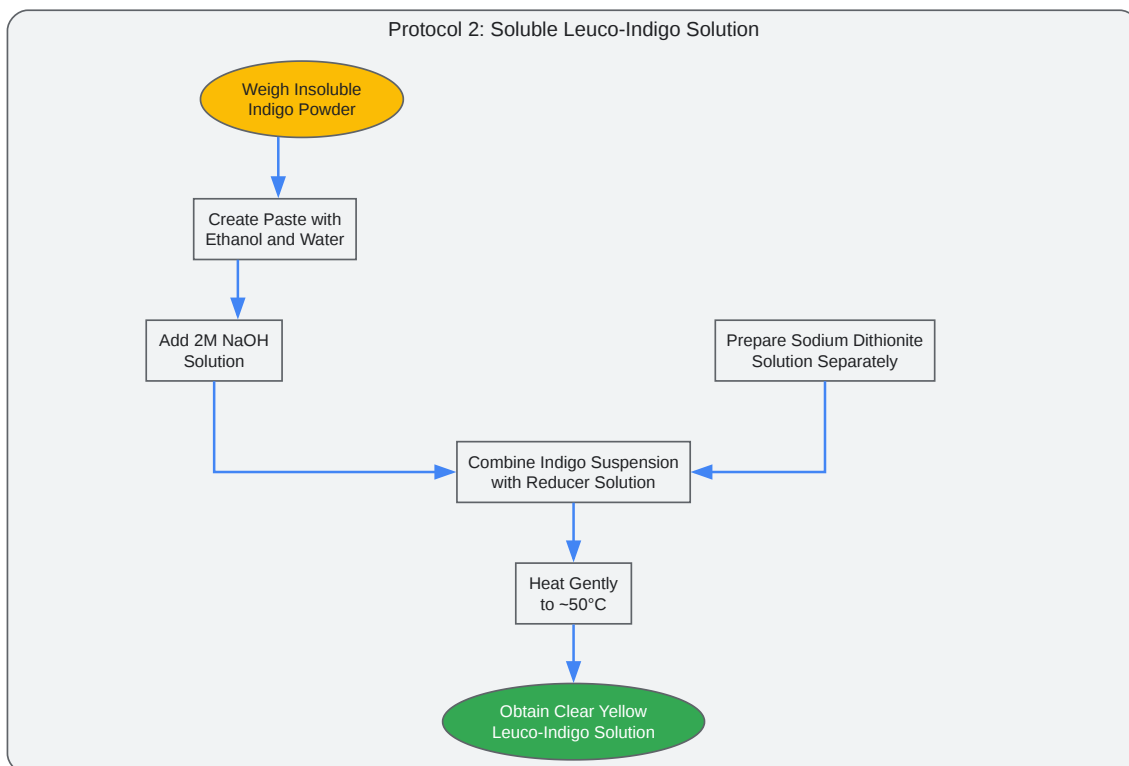 Protocol 2: Soluble Leuco-Indigo Solution
Weigh Insoluble
Indigo Powder
Create Paste with
Ethanol and Water
Add 2M NaOH
Solution
Prepare Sodium Dithionite
Solution Separately
Combine Indigo Suspension
with Reducer Solution
Heat Gently
to ~50°C
Obtain Clear Yellow
Leuco-Indigo Solution